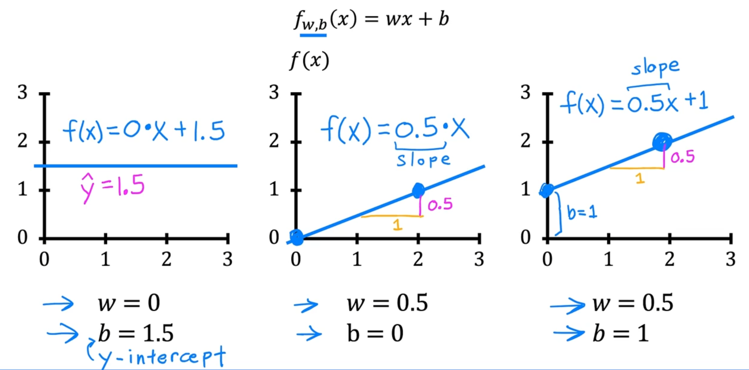 f_{w,b}(x) = wx + b
f(x)
3
2
1
0
0 1 2 3
f(x)=0•x+1.5
ŷ=1.5
→ w = 0
→ b = 1.5
y-intercept
3
2
1
0
0 1 2 3
f(x)=0.5•x
slope
0.5
1
→ w = 0.5
→ b = 0
3
2
1
0
0 1 2 3
slope
f(x)=0.5x+1
0.5
1
b=1
→ w = 0.5
→ b = 1